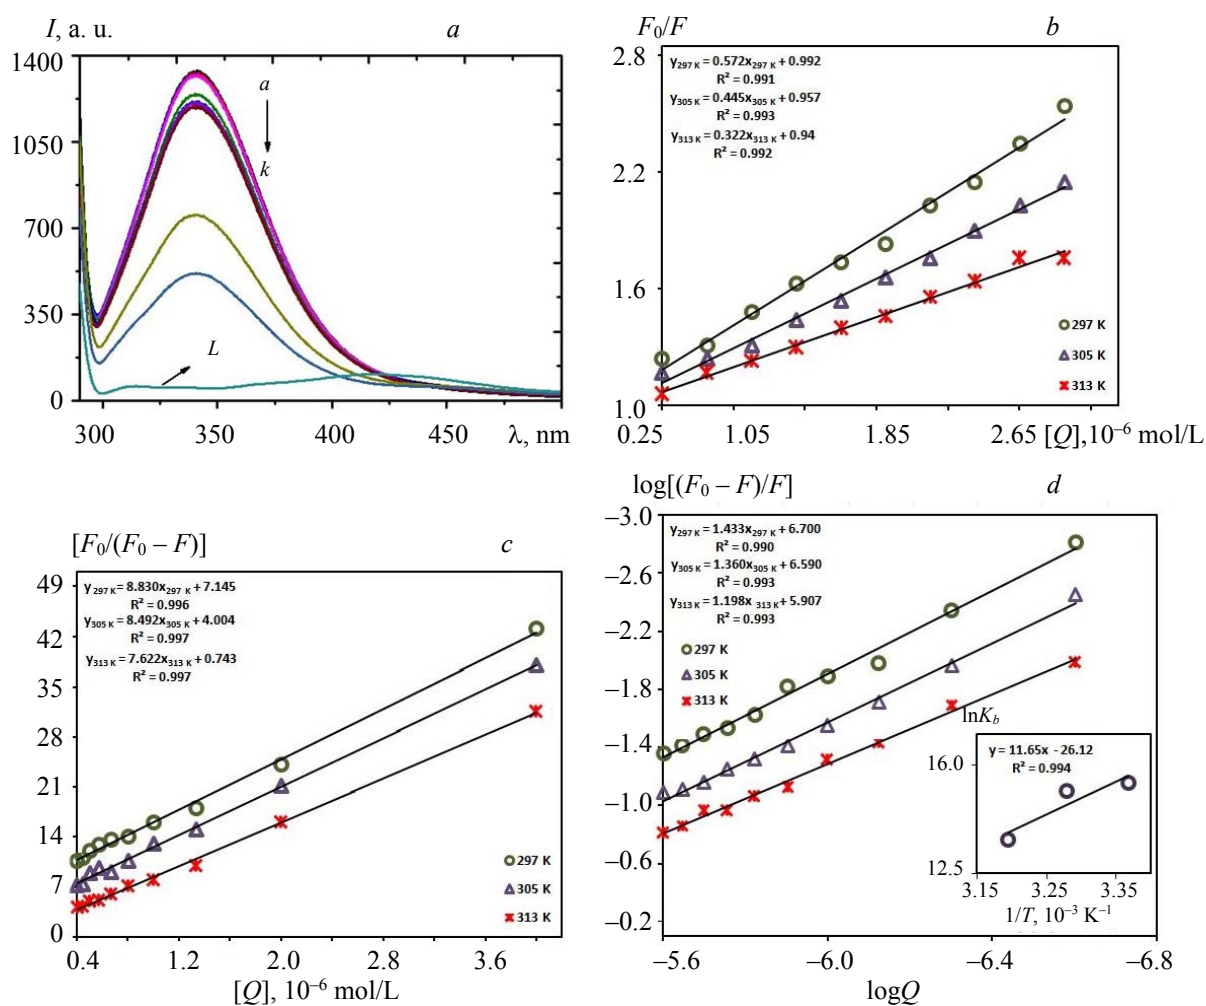 I, a. u.
a
1400
1050
700
350
0
a
k
L
300
350
400
450
λ, nm
F₀/F
b
2.8
2.2
1.6
1.0
y₂₉₇ K = 0.572x₂₉₇ K + 0.992
R² = 0.991
y₃₀₅ K = 0.445x₃₀₅ K + 0.957
R² = 0.993
y₃₁₃ K = 0.322x₃₁₃ K + 0.94
R² = 0.992
297 K
305 K
313 K
0.25
1.05
1.85
2.65
[Q],10⁻⁶ mol/L
[F₀/(F₀ – F)]
c
49
42
35
28
21
14
7
0
y₂₉₇ K = 8.830x₂₉₇ K + 7.145
R² = 0.996
y₃₀₅ K = 8.492x₃₀₅ K + 4.004
R² = 0.997
y₃₁₃ K = 7.622x₃₁₃ K + 0.743
R² = 0.997
297 K
305 K
313 K
0.4
1.2
2.0
2.8
3.6
[Q], 10⁻⁶ mol/L
log[(F₀ – F)/F]
d
–3.0
–2.6
–2.2
–1.8
–1.4
–1.0
–0.6
–0.2
y₂₉₇ K = 1.433x₂₉₇ K + 6.700
R² = 0.990
y₃₀₅ K = 1.360x₃₀₅ K + 6.590
R² = 0.993
y₃₁₃ K = 1.198x ₃₁₃ K + 5.907
R² = 0.993
297 K
305 K
313 K
lnK_b
16.0
12.5
y = 11.65x - 26.12
R² = 0.994
3.15
3.25
3.35
1/T, 10⁻³ K⁻¹
–5.6
–6.0
–6.4
–6.8
logQ